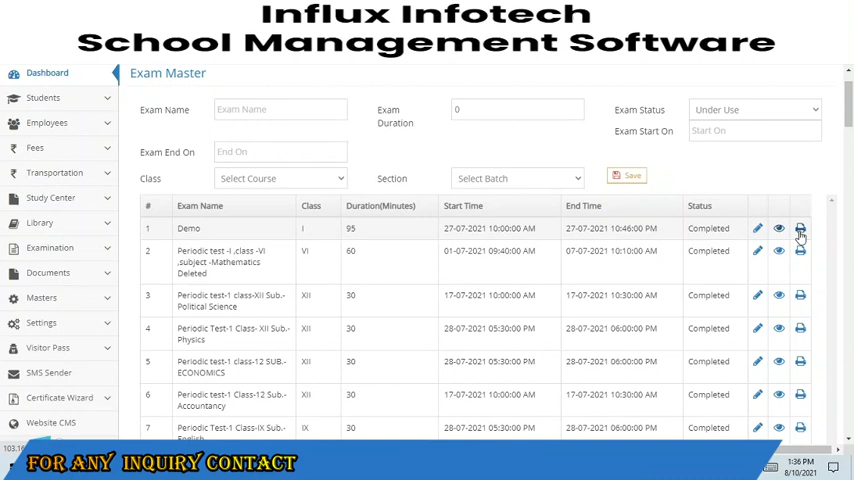 Influx Infotech
School Management Software
Dashboard
Students
Employees
Fees
Transportation
Study Center
Library
Examination
Documents
Masters
Settings
Visitor Pass
SMS Sender
Certificate Wizard
Website CMS
Exam Master
Exam Name Exam Name Exam Duration 0 Exam Status Under Use
Exam Start On Start On
Exam End On End On
Class Select Course Section Select Batch Save
# Exam Name Class Duration(Minutes) Start Time End Time Status
1 Demo I 95 27-07-2021 10:00:00 AM 27-07-2021 10:46:00 PM Completed
2 Periodic test -I ,class -VI ,subject -Mathematics Deleted VI 60 01-07-2021 09:40:00 AM 07-07-2021 10:10:00 AM Completed
3 Periodic test-1 class-XII Sub.- Political Science XII 30 17-07-2021 10:00:00 AM 17-07-2021 10:30:00 AM Completed
4 Periodic Test-1 Class- XII Sub.- Physics XII 30 28-07-2021 05:30:00 PM 28-07-2021 06:00:00 PM Completed
5 Periodic test-1 class-12 SUB.- ECONOMICS XII 30 28-07-2021 05:30:00 PM 28-07-2021 06:00:00 PM Completed
6 Periodic test-1 Class-12 Sub.- Accountancy XII 30 17-07-2021 10:00:00 AM 17-07-2021 10:30:00 AM Completed
7 Periodic Test-1 Class-IX Sub.- English IX 30 28-07-2021 05:30:00 PM 28-07-2021 06:00:00 PM Completed
FOR ANY INQUIRY CONTACT
1:36 PM
8/10/2021